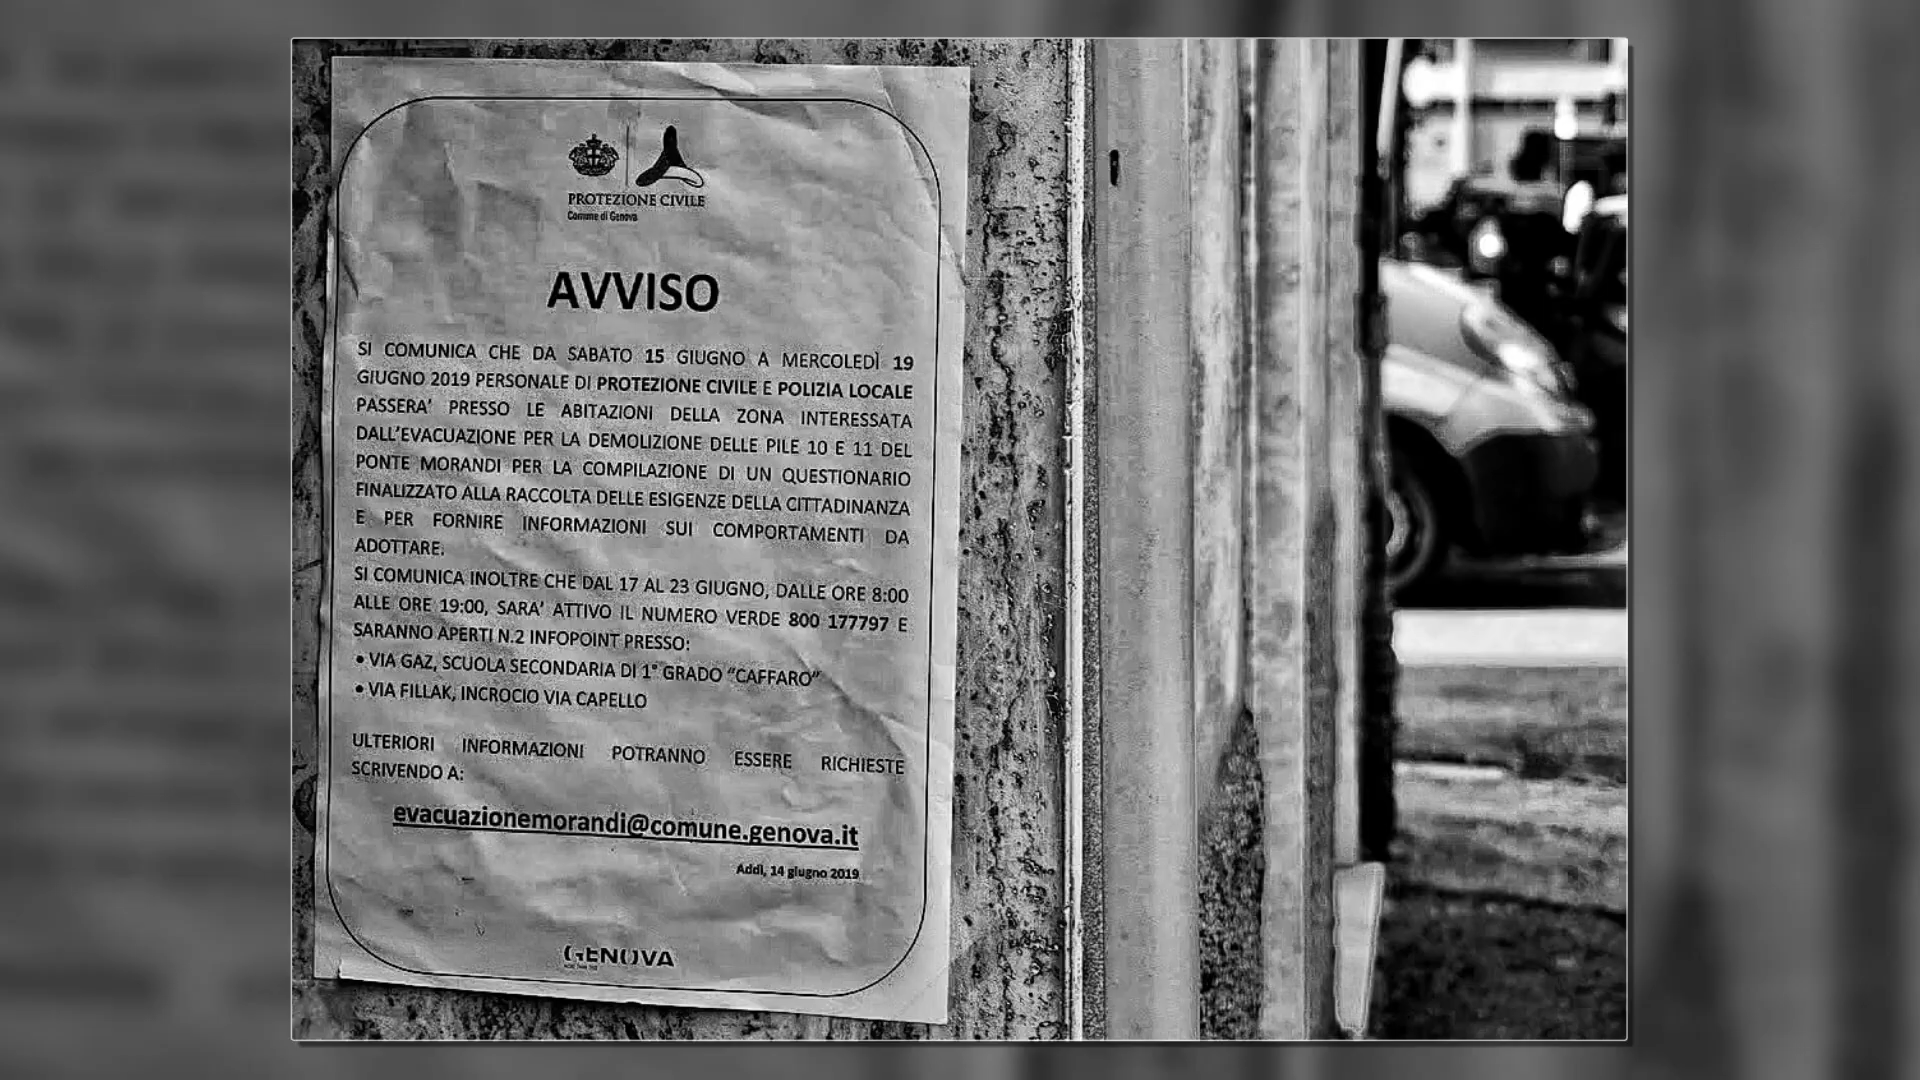 PROTEZIONE CIVILE
Comune di Genova
AVVISO
SI COMUNICA CHE DA SABATO 15 GIUGNO A MERCOLEDÌ 19
GIUGNO 2019 PERSONALE DI PROTEZIONE CIVILE E POLIZIA LOCALE
PASSERA' PRESSO LE ABITAZIONI DELLA ZONA INTERESSATA
DALL'EVACUAZIONE PER LA DEMOLIZIONE DELLE PILE 10 E 11 DEL
PONTE MORANDI PER LA COMPILAZIONE DI UN QUESTIONARIO
FINALIZZATO ALLA RACCOLTA DELLE ESIGENZE DELLA CITTADINANZA
E PER FORNIRE INFORMAZIONI SUI COMPORTAMENTI DA
ADOTTARE.
SI COMUNICA INOLTRE CHE DAL 17 AL 23 GIUGNO, DALLE ORE 8:00
ALLE ORE 19:00, SARA' ATTIVO IL NUMERO VERDE 800 177797 E
SARANNO APERTI N.2 INFOPOINT PRESSO:
• VIA GAZ, SCUOLA SECONDARIA DI 1° GRADO "CAFFARO"
• VIA FILLAK, INCROCIO VIA CAPELLO
ULTERIORI INFORMAZIONI POTRANNO ESSERE RICHIESTE
SCRIVENDO A:
evacuazionemorandi@comune.genova.it
Addì, 14 giugno 2019
GENOVA